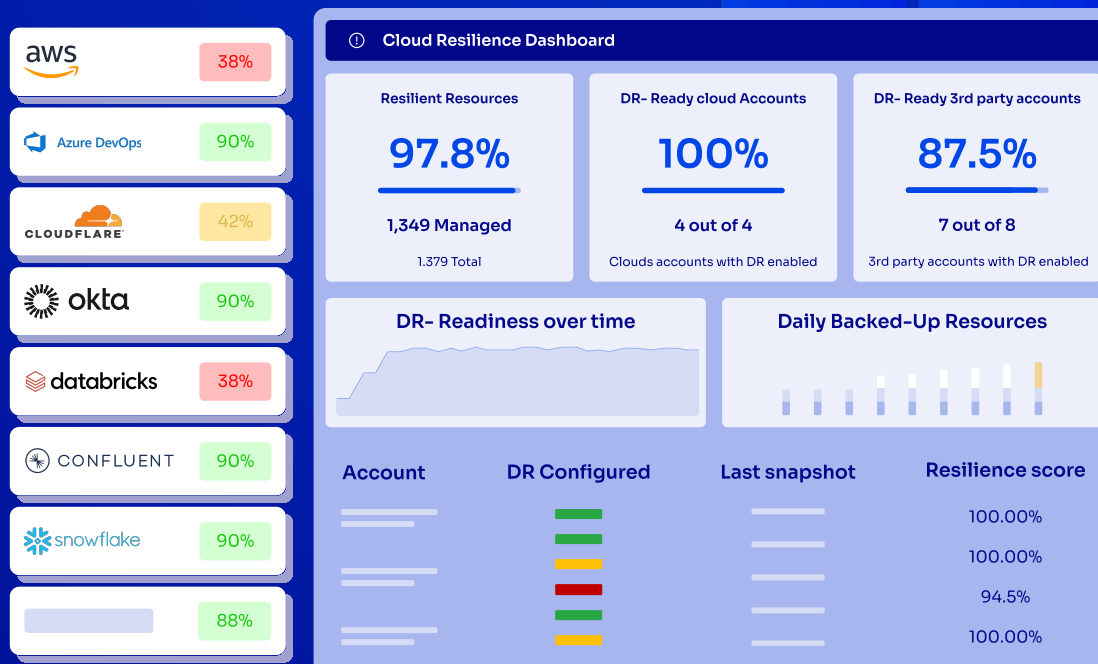 aws
38%
Azure DevOps
90%
CLOUDFLARE
42%
okta
90%
databricks
38%
CONFLUENT
90%
snowflake
90%
88%
Cloud Resilience Dashboard
Resilient Resources
97.8%
1,349 Managed
1.379 Total
DR- Ready cloud Accounts
100%
4 out of 4
Clouds accounts with DR enabled
DR- Ready 3rd party accounts
87.5%
7 out of 8
3rd party accounts with DR enabled
DR- Readiness over time
Daily Backed-Up Resources
Account
DR Configured
Last snapshot
Resilience score
100.00%
100.00%
94.5%
100.00%